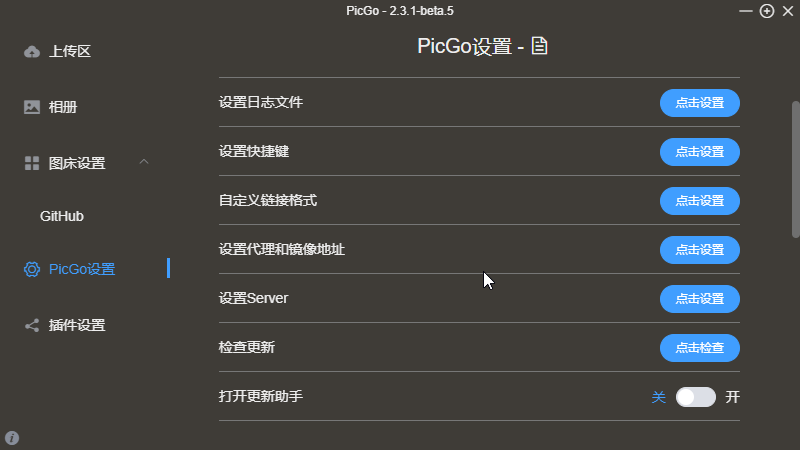 PicGo - 2.3.1-beta.5
上传区
相册
图床设置
GitHub
PicGo设置
插件设置
PicGo设置 -
设置日志文件 点击设置
设置快捷键 点击设置
自定义链接格式 点击设置
设置代理和镜像地址 点击设置
设置Server 点击设置
检查更新 点击检查
打开更新助手 关 开